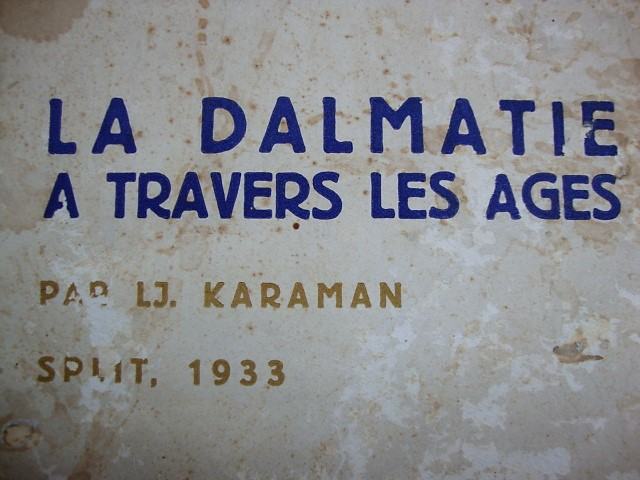 LA DALMATIE
A TRAVERS LES AGES
PAR LJ. KARAMAN
SPLIT, 1933